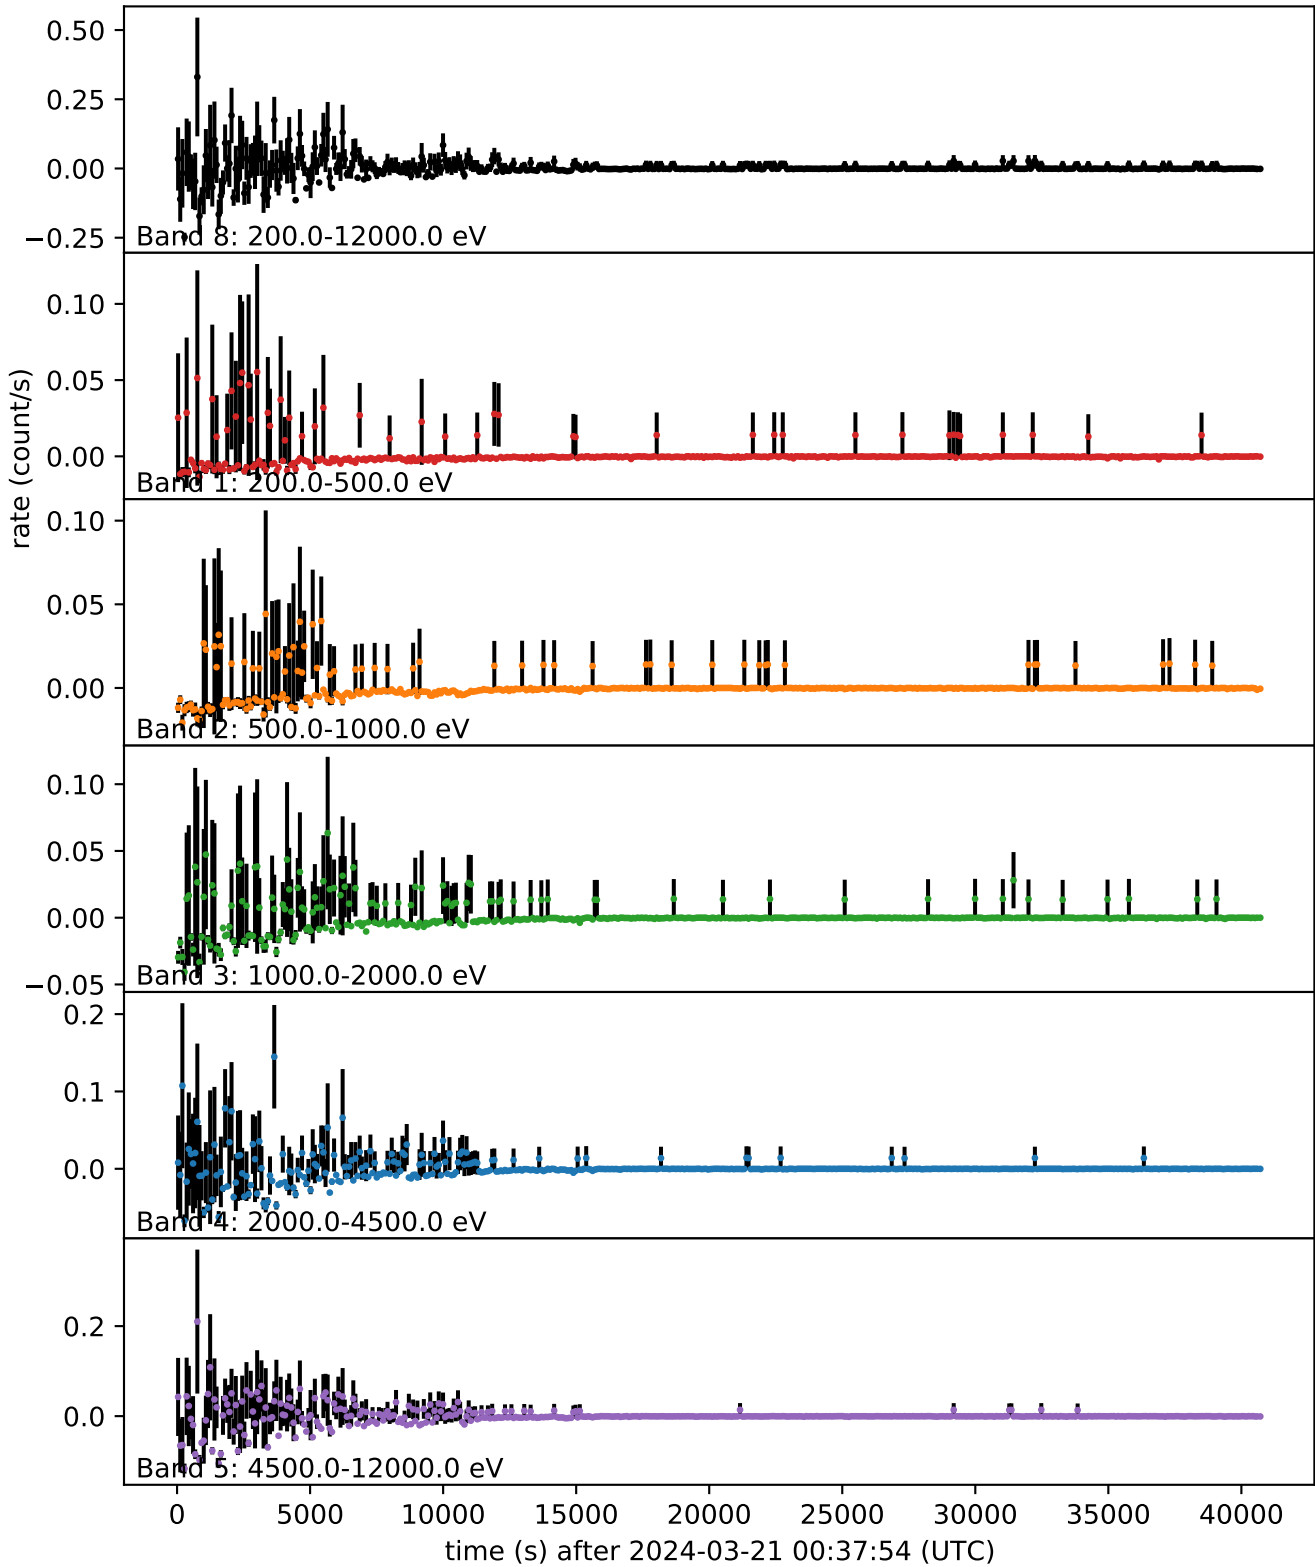 0.50
0.25
0.00
−0.25
Band 8: 200.0-12000.0 eV
0.10
0.05
0.00
Band 1: 200.0-500.0 eV
rate (count/s)
0.10
0.05
0.00
Band 2: 500.0-1000.0 eV
0.10
0.05
0.00
−0.05
Band 3: 1000.0-2000.0 eV
0.2
0.1
0.0
Band 4: 2000.0-4500.0 eV
0.2
0.0
Band 5: 4500.0-12000.0 eV
0 5000 10000 15000 20000 25000 30000 35000 40000
time (s) after 2024-03-21 00:37:54 (UTC)